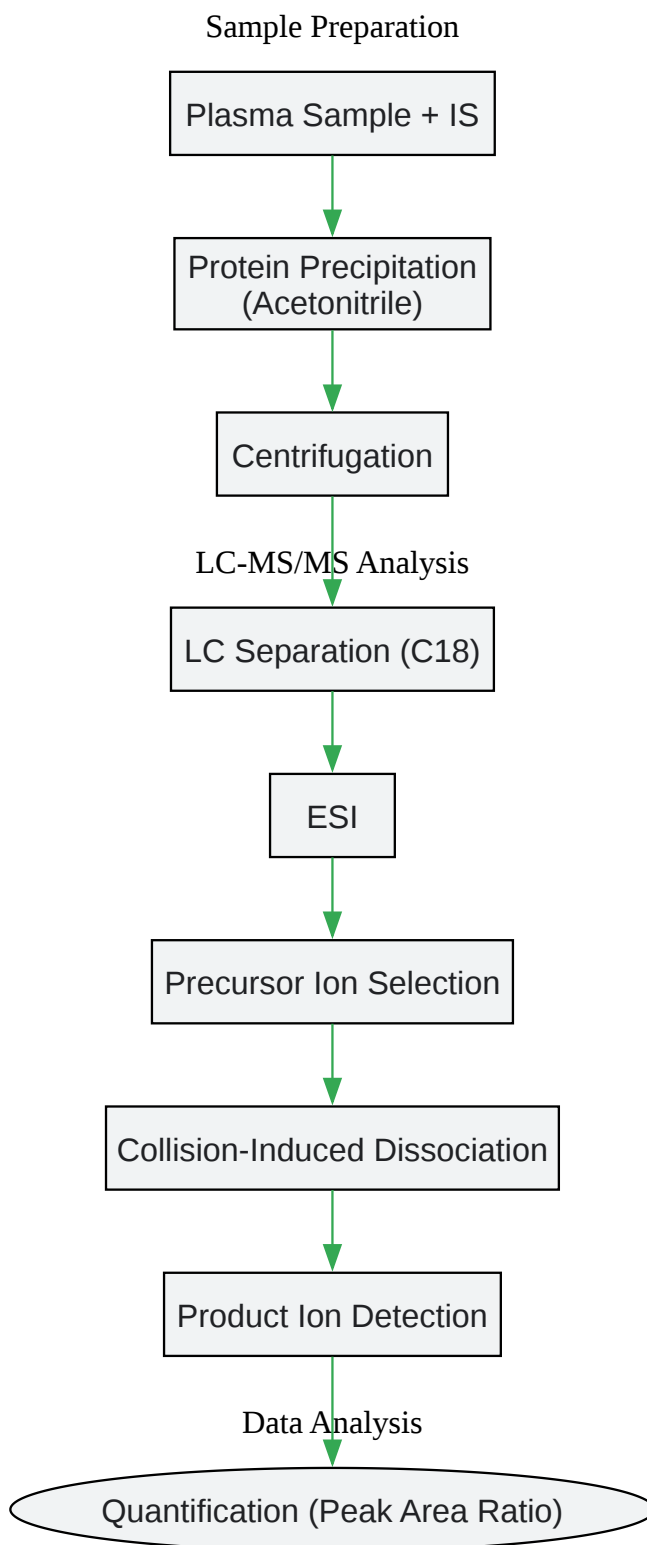 Sample Preparation
Plasma Sample + IS
Protein Precipitation
(Acetonitrile)
Centrifugation
LC-MS/MS Analysis
LC Separation (C18)
ESI
Precursor Ion Selection
Collision-Induced Dissociation
Product Ion Detection
Data Analysis
Quantification (Peak Area Ratio)